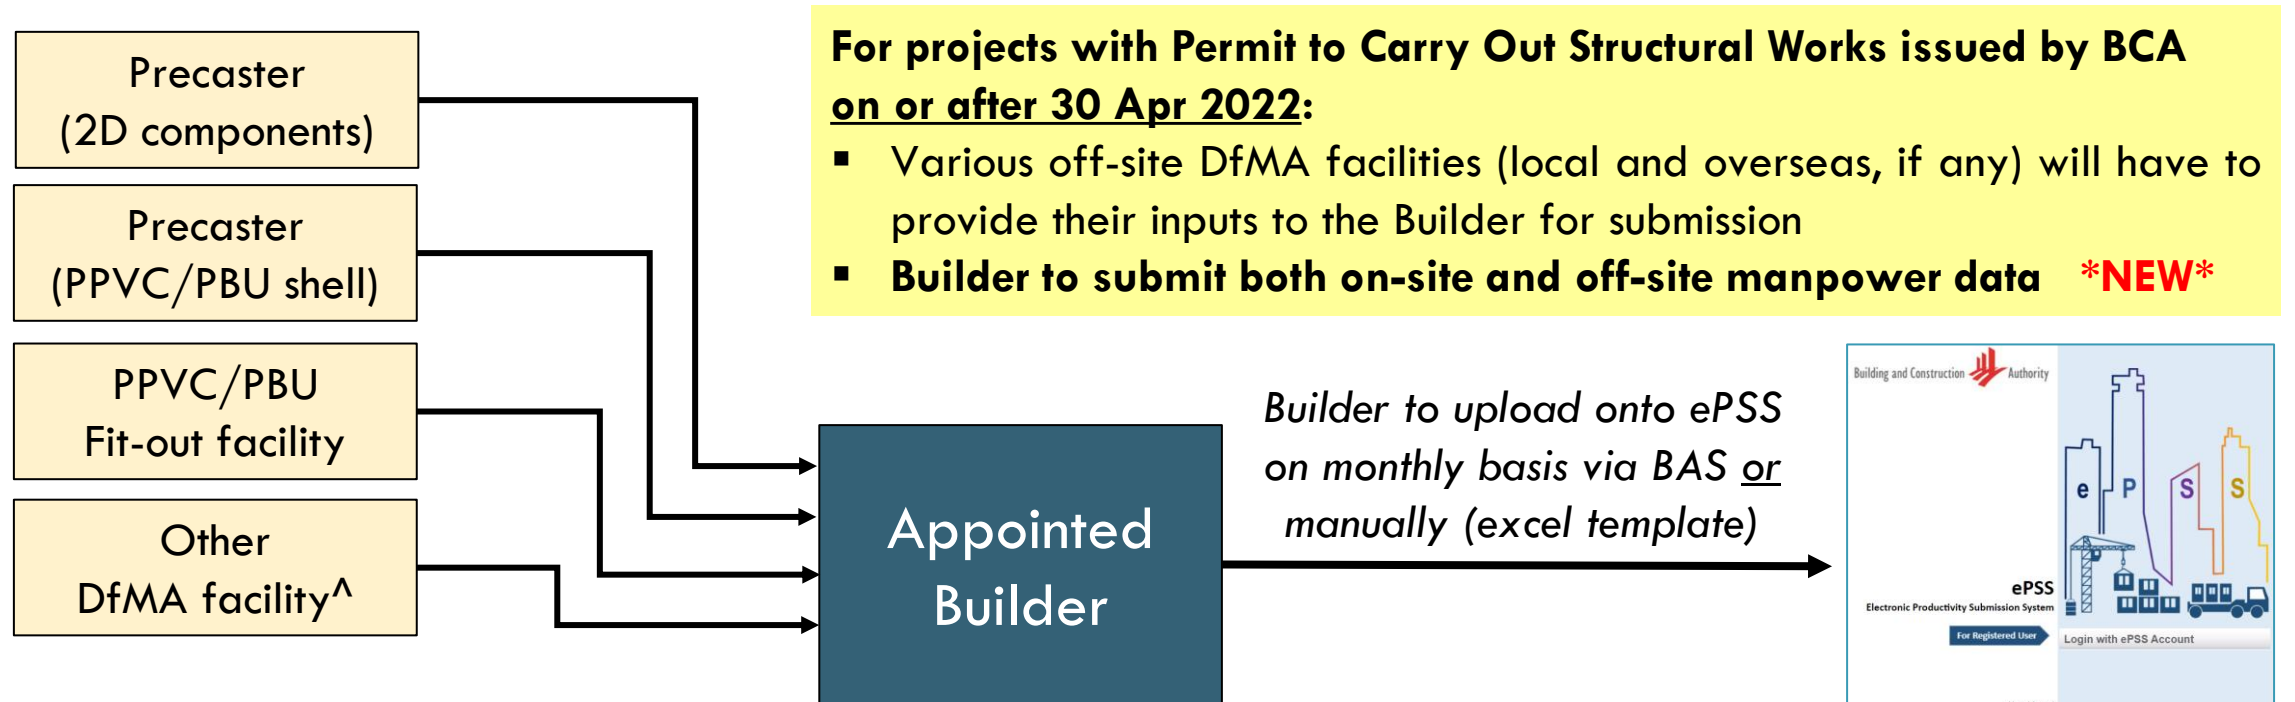 For projects with Permit to Carry Out Structural Works issued by BCA
on or after 30 Apr 2022:
▪ Various off-site DfMA facilities (local and overseas, if any) will have to
provide their inputs to the Builder for submission
▪ Builder to submit both on-site and off-site manpower data *NEW*
Precaster
(2D components)
Precaster
(PPVC/PBU shell)
PPVC/PBU
Fit-out facility
Other
DfMA facility^
Appointed
Builder
Builder to upload onto ePSS
on monthly basis via BAS or
manually (excel template)
Building and Construction Authority
e P S S
ePSS
Electronic Productivity Submission System
For Registered User
Login with ePSS Account